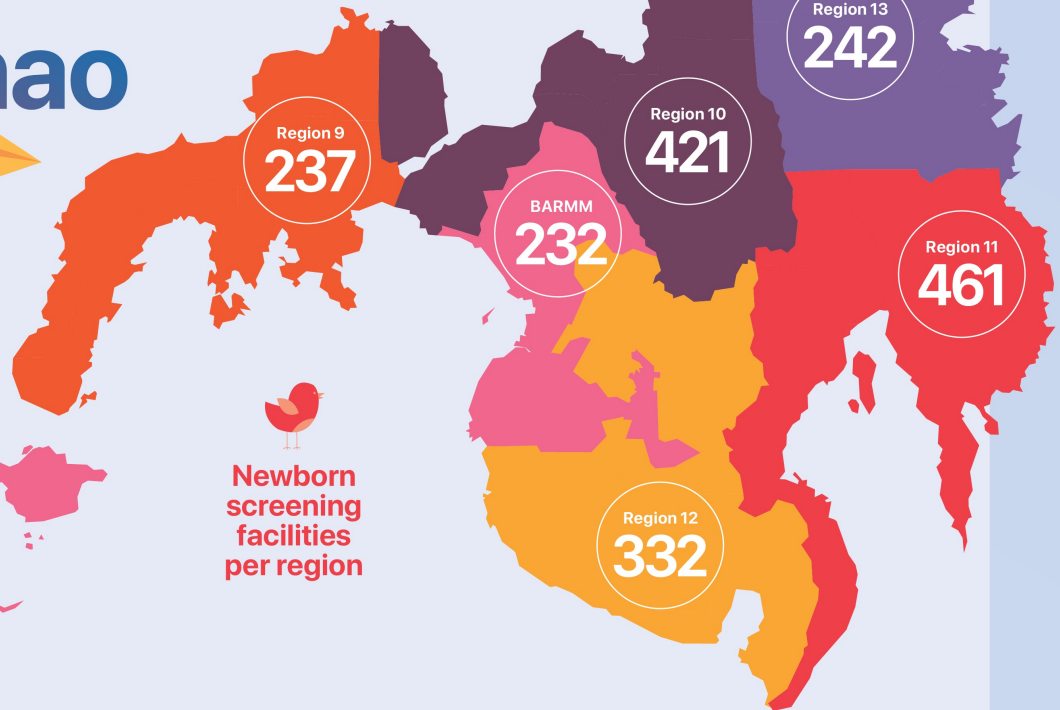 nao
Region 13
242
Region 10
421
Region 9
237
BARMM
232
Region 11
461
Newborn
screening
facilities
per region
Region 12
332